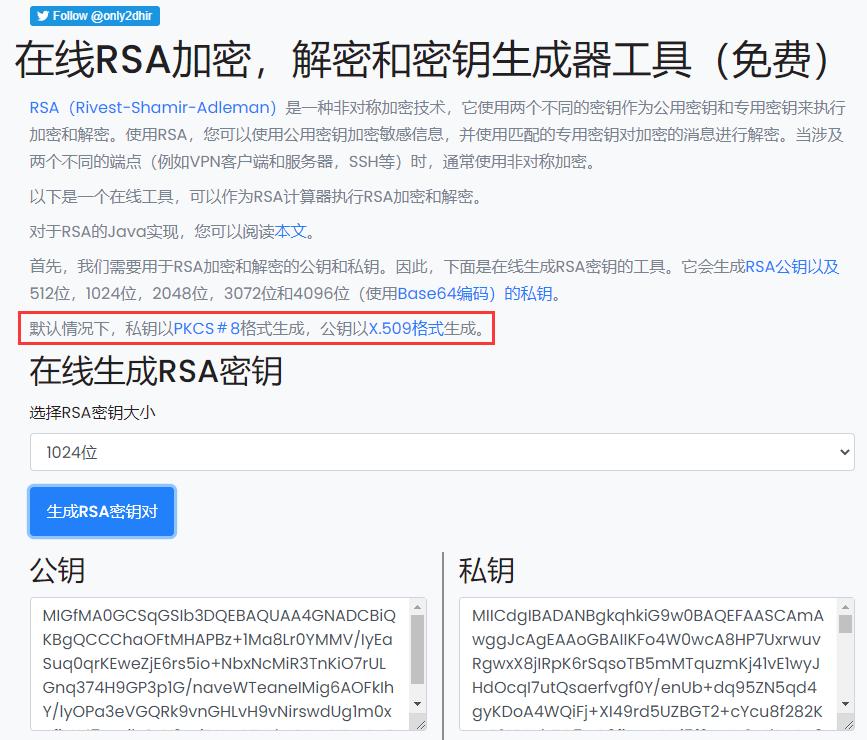 Follow @only2dhir
在线RSA加密，解密和密钥生成器工具（免费）
RSA（Rivest-Shamir-Adleman）是一种非对称加密技术，它使用两个不同的密钥作为公用密钥和专用密钥来执行
加密和解密。使用RSA，您可以使用公用密钥加密敏感信息，并使用匹配的专用密钥对加密的消息进行解密。当涉及
两个不同的端点（例如VPN客户端和服务器，SSH等）时，通常使用非对称加密。
以下是一个在线工具，可以作为RSA计算器执行RSA加密和解密。
对于RSA的Java实现，您可以阅读本文。
首先，我们需要用于RSA加密和解密的公钥和私钥。因此，下面是在线生成RSA密钥的工具。它会生成RSA公钥以及
512位，1024位，2048位，3072位和4096位（使用Base64编码）的私钥。
默认情况下，私钥以PKCS＃8格式生成，公钥以X.509格式生成。
在线生成RSA密钥
选择RSA密钥大小
1024位
生成RSA密钥对
公钥
MIGfMA0GCSqGSIb3DQEBAQUAA4GNADCBiQ
KBgQCCChaOFtMHAPBz+1Ma8Lr0YMMV/IyEa
Suq0qrKEweZjE6rs5io+NbxNcMiR3TnKiO7rUL
Gnq374H9GP3p1G/naveWTeaneIMig6AOFkIh
Y/IyOPa3eVGQRk9vnGHLvH9vNirswdUg1m0x
私钥
MIICdgIBADANBgkqhkiG9w0BAQEFAASCAmA
wggJcAgEAAoGBAIIKFo4W0wcA8HP7Uxrwuv
RgwxX8jIRpK6rSqsoTB5mMTquzmKj41vE1wyJ
HdOcqI7utQsaerfvgf0Y/enUb+dq95ZN5qd4
gyKDoA4WQiFj+XI49rd5UZBGT2+cYcu8f282K